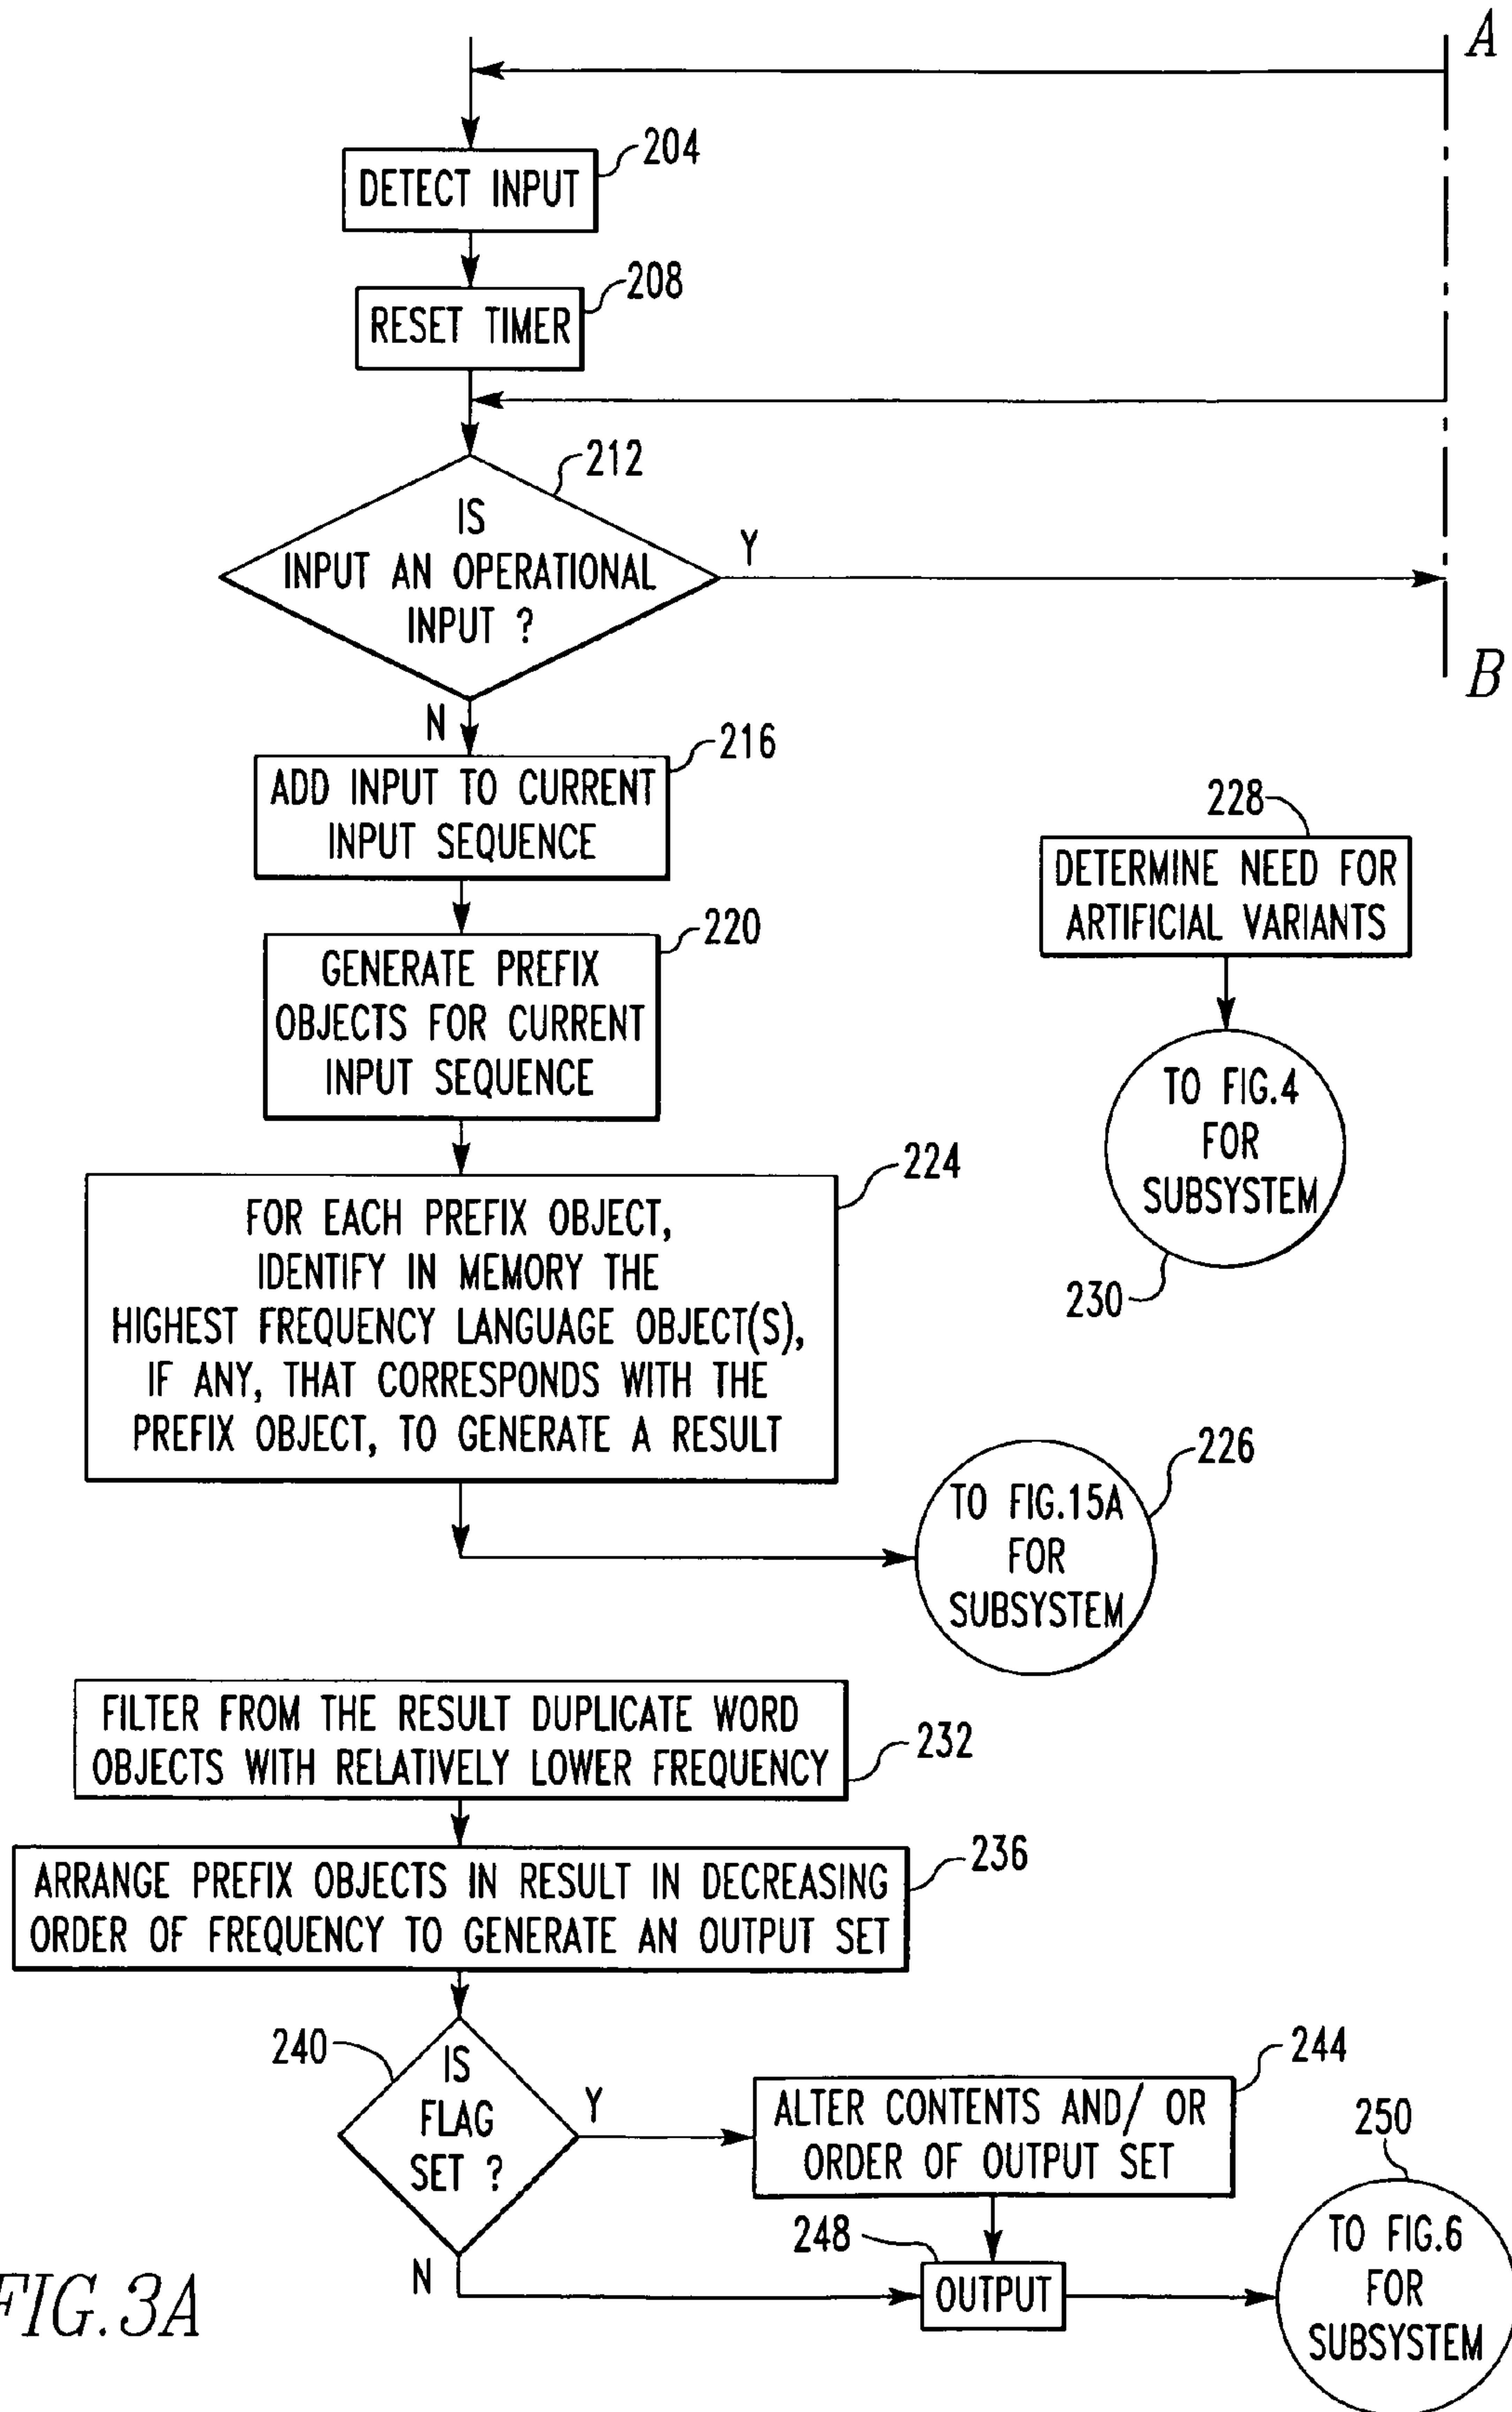 A
204
DETECT INPUT
208
RESET TIMER
212
IS
INPUT AN OPERATIONAL
INPUT ?
Y
B
N
216
ADD INPUT TO CURRENT
INPUT SEQUENCE
228
DETERMINE NEED FOR
ARTIFICIAL VARIANTS
220
GENERATE PREFIX
OBJECTS FOR CURRENT
INPUT SEQUENCE
TO FIG.4
FOR
SUBSYSTEM
230
224
FOR EACH PREFIX OBJECT,
IDENTIFY IN MEMORY THE
HIGHEST FREQUENCY LANGUAGE OBJECT(S),
IF ANY, THAT CORRESPONDS WITH THE
PREFIX OBJECT, TO GENERATE A RESULT
226
TO FIG.15A
FOR
SUBSYSTEM
FILTER FROM THE RESULT DUPLICATE WORD
OBJECTS WITH RELATIVELY LOWER FREQUENCY
232
236
ARRANGE PREFIX OBJECTS IN RESULT IN DECREASING
ORDER OF FREQUENCY TO GENERATE AN OUTPUT SET
240
IS
FLAG
SET ?
Y
244
ALTER CONTENTS AND/ OR
ORDER OF OUTPUT SET
250
248
N
OUTPUT
TO FIG.6
FOR
SUBSYSTEM
FIG.3A